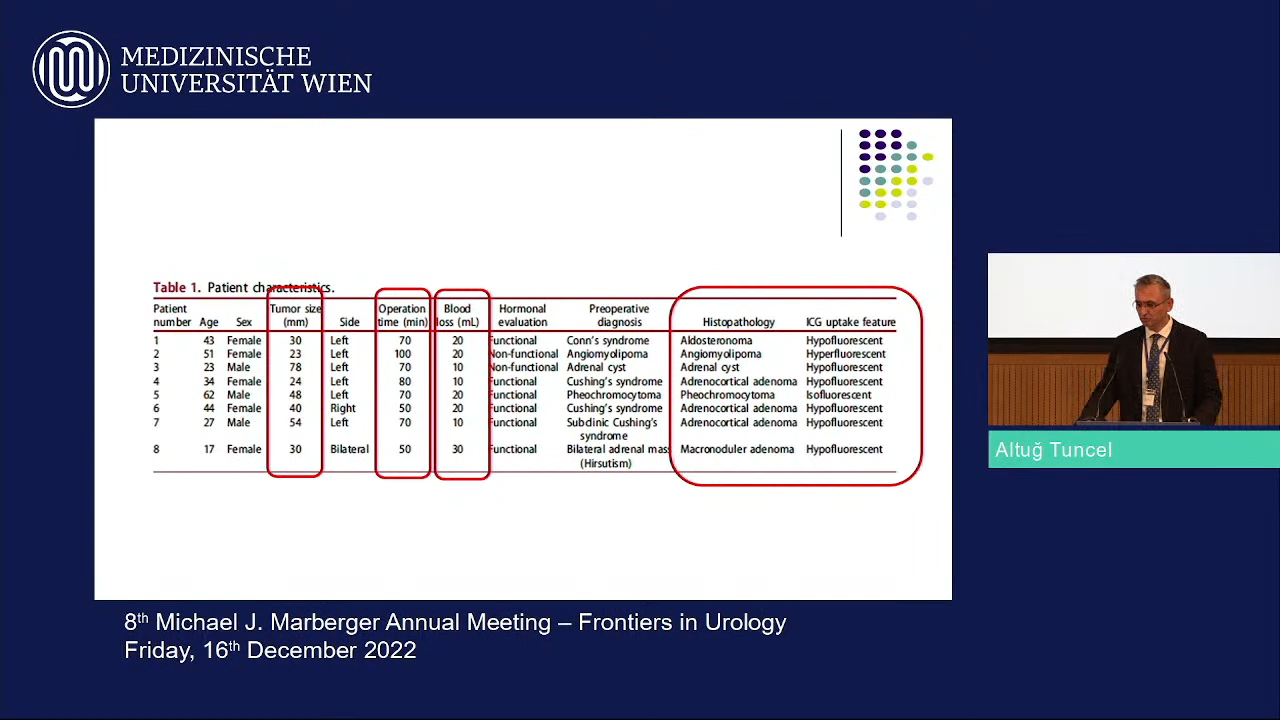 MEDIZINISCHE
UNIVERSITÄT WIEN
Table 1. Patient characteristics.
Patient number Age Sex Tumor size (mm) Side Operation time (min) Blood loss (mL) Hormonal evaluation Preoperative diagnosis Histopathology ICG uptake feature
1 43 Female 30 Left 70 20 Functional Conn's syndrome Aldosteronoma Hypofluorescent
2 51 Female 23 Left 100 20 Non-functional Angiomyolipoma Angiomyolipoma Hyperfluorescent
3 23 Male 78 Left 70 10 Non-functional Adrenal cyst Adrenal cyst Hypofluorescent
4 34 Female 24 Left 80 10 Functional Cushing's syndrome Adrenocortical adenoma Hypofluorescent
5 62 Male 48 Left 70 20 Functional Pheochromocytoma Pheochromocytoma Isofluorescent
6 44 Female 40 Right 50 20 Functional Cushing's syndrome Adrenocortical adenoma Hypofluorescent
7 27 Male 54 Left 70 10 Functional Subclinic Cushing's syndrome Adrenocortical adenoma Hypofluorescent
8 17 Female 30 Bilateral 50 30 Functional Bilateral adrenal mass (Hirsutism) Macronoduler adenoma Hypofluorescent
Altuğ Tuncel
8th Michael J. Marberger Annual Meeting – Frontiers in Urology
Friday, 16th December 2022